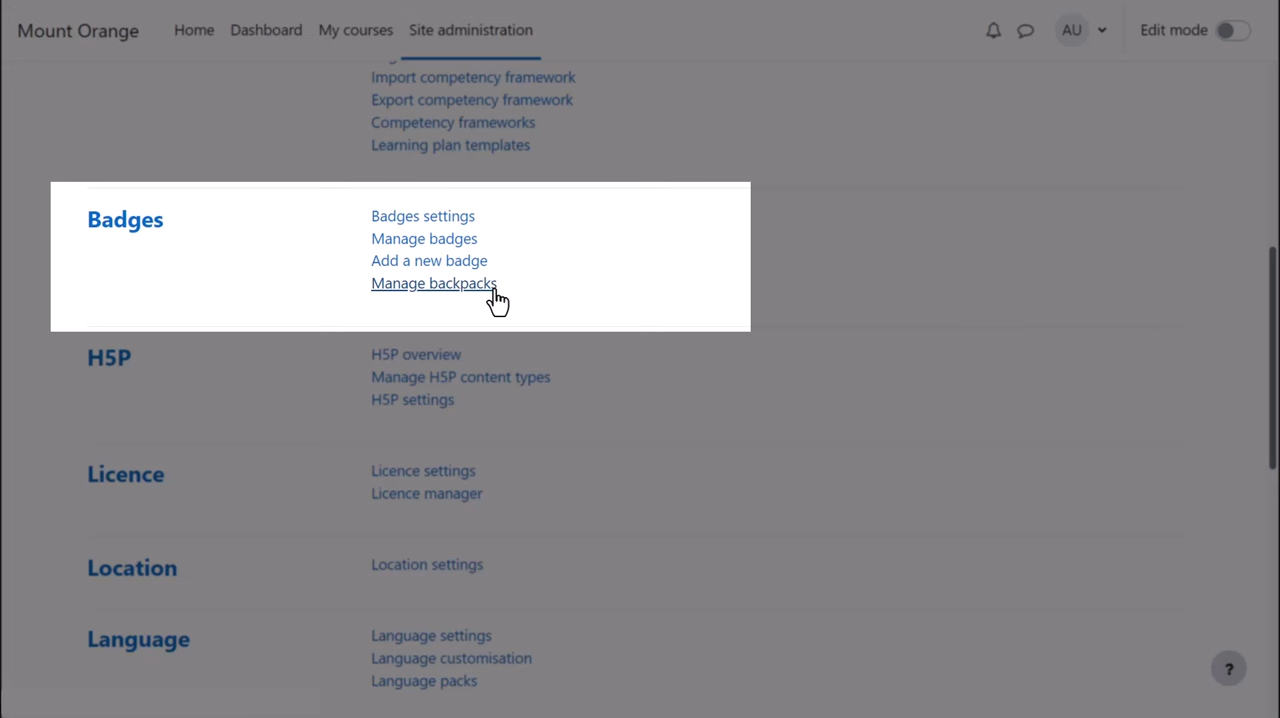 Mount Orange Home Dashboard My courses Site administration AU Edit mode
Import competency framework
Export competency framework
Competency frameworks
Learning plan templates
Badges
Badges settings
Manage badges
Add a new badge
Manage backpacks
H5P
H5P overview
Manage H5P content types
H5P settings
Licence
Licence settings
Licence manager
Location
Location settings
Language
Language settings
Language customisation
Language packs
?